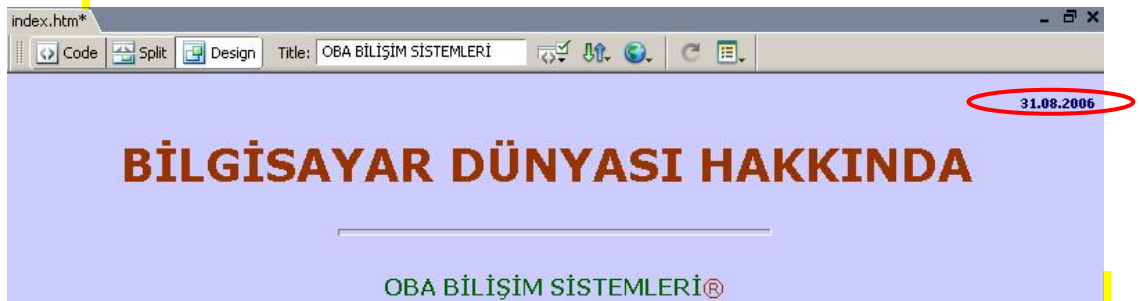 index.htm*
Code Split Design Title: OBA BİLİŞİM SİSTEMLERİ
31.08.2006
BİLGİSAYAR DÜNYASI HAKKINDA
OBA BİLİŞİM SİSTEMLERİ®